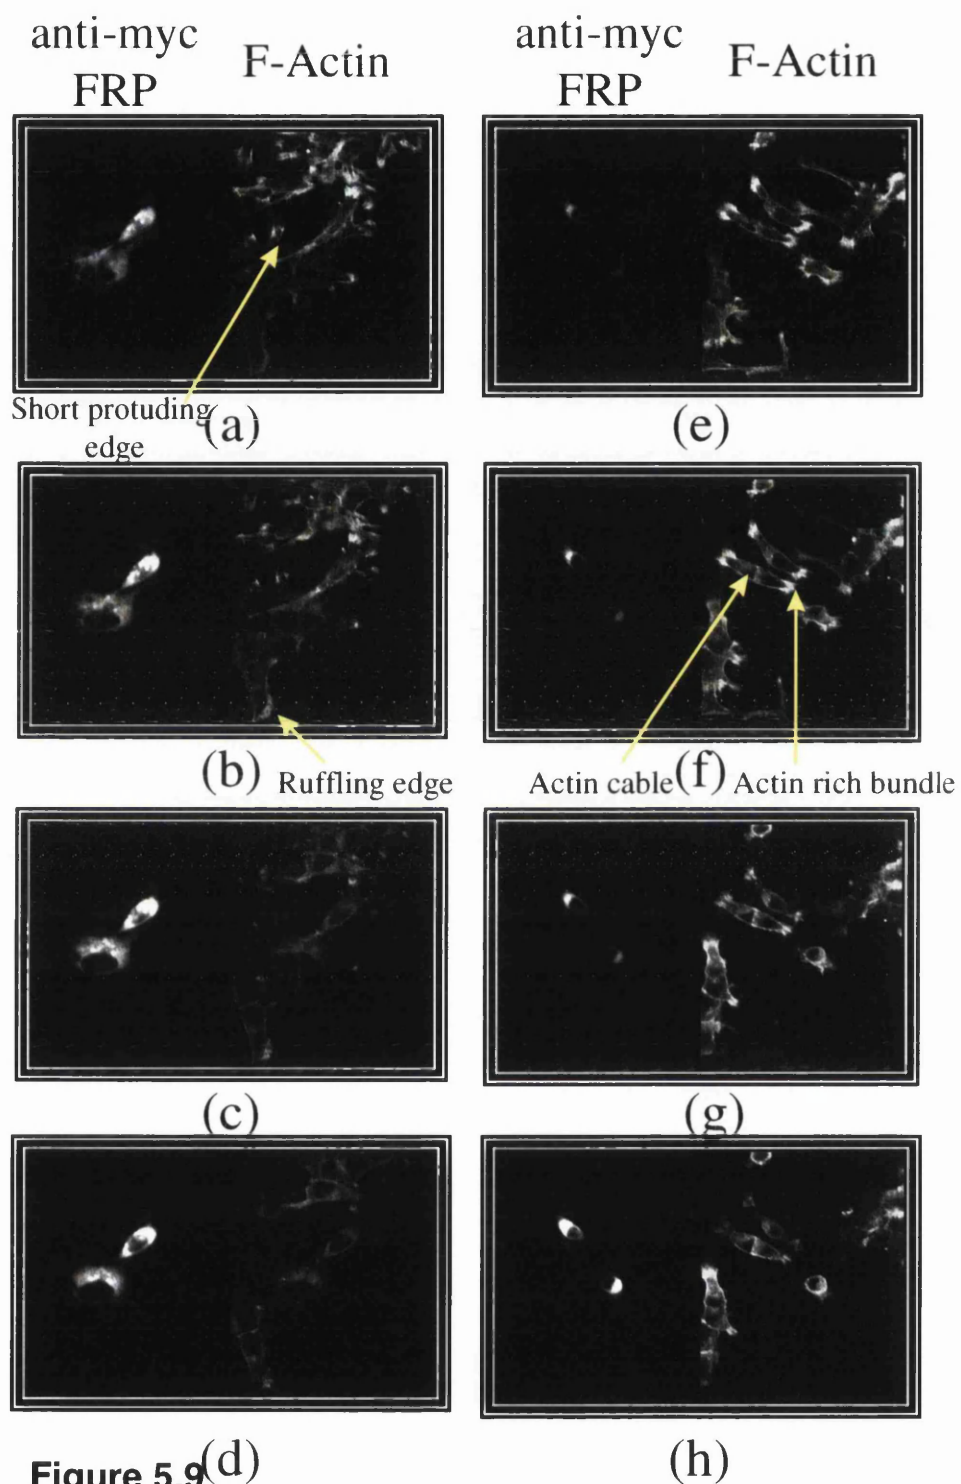 anti-myc
FRP
F-Actin
anti-myc
FRP
F-Actin
Short protuding
edge
(a)
(e)
(b)
Ruffling edge
Actin cable
(f)
Actin rich bundle
(c)
(g)
(d)
(h)
Figure 5.9